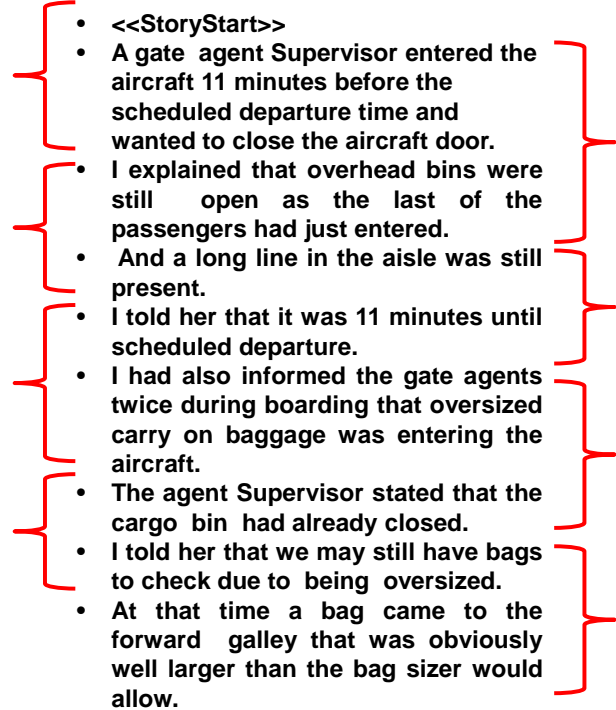 • <<StoryStart>>
• A gate agent Supervisor entered the
aircraft 11 minutes before the
scheduled departure time and
wanted to close the aircraft door.
• I explained that overhead bins were
still open as the last of the
passengers had just entered.
• And a long line in the aisle was still
present.
• I told her that it was 11 minutes until
scheduled departure.
• I had also informed the gate agents
twice during boarding that oversized
carry on baggage was entering the
aircraft.
• The agent Supervisor stated that the
cargo bin had already closed.
• I told her that we may still have bags
to check due to being oversized.
• At that time a bag came to the
forward galley that was obviously
well larger than the bag sizer would
allow.